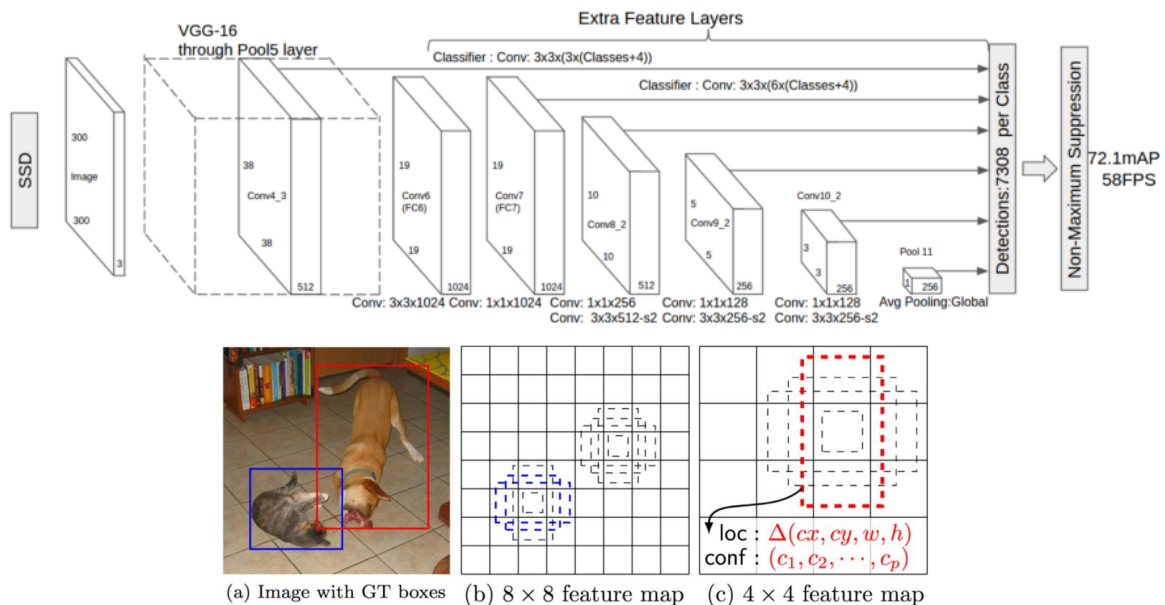 Extra Feature Layers
VGG-16
through Pool5 layer
Classifier : Conv: 3x3x(3x(Classes+4))
Classifier : Conv: 3x3x(6x(Classes+4))
SSD
300
Image
300
3
38
Conv4_3
38
512
19
Conv6
(FC6)
19
1024
19
Conv7
(FC7)
19
1024
10
Conv8_2
10
512
5
Conv9_2
5
256
Conv10_2
3
3
256
Pool 11
1
256
Detections:7308 per Class
Non-Maximum Suppression
72.1mAP
58FPS
Conv: 3x3x1024
Conv: 1x1x1024
Conv: 1x1x256
Conv: 3x3x512-s2
Conv: 1x1x128
Conv: 3x3x256-s2
Conv: 1x1x128
Conv: 3x3x256-s2
Avg Pooling:Global
loc : Δ(cx, cy, w, h)
conf : (c₁, c₂, ⋯, cₚ)
(a) Image with GT boxes
(b) 8 × 8 feature map
(c) 4 × 4 feature map